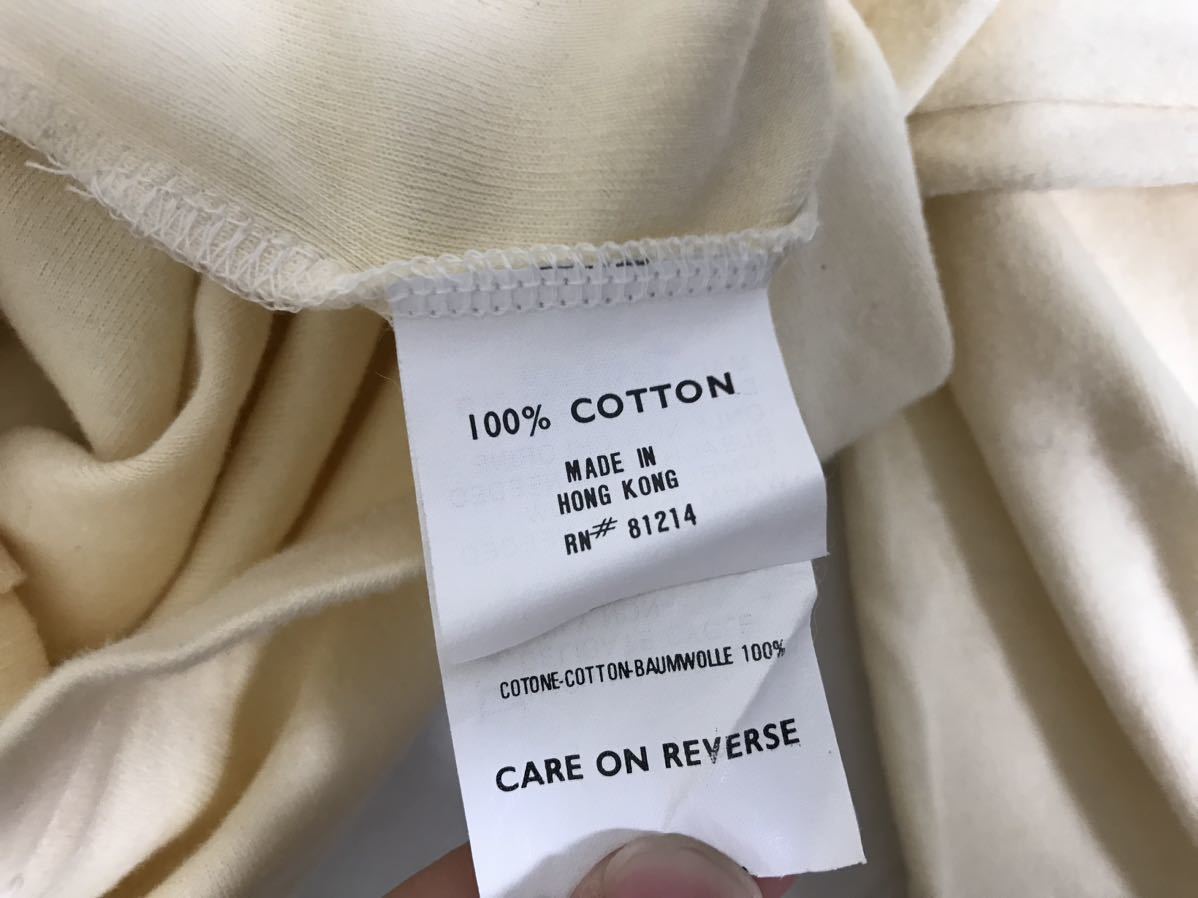 100% COTTON
MADE IN
HONG KONG
RN# 81214
COTONE-COTTON-BAUMWOLLE 100%
CARE ON REVERSE